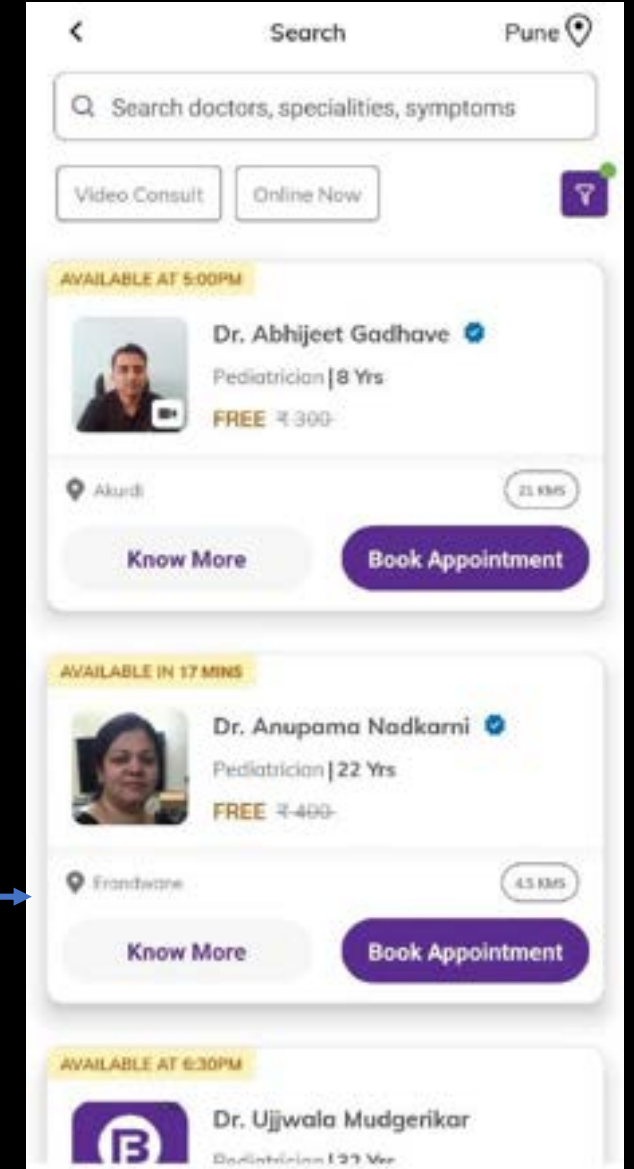 Search
Pune
Search doctors, specialities, symptoms
Video Consult
Online Now
AVAILABLE AT 5:00PM
Dr. Abhijeet Gadhave
Pediatrician | 8 Yrs
FREE ₹ 300
Akurdi
21 KMS
Know More
Book Appointment
AVAILABLE IN 17 MINS
Dr. Anupama Nadkarni
Pediatrician | 22 Yrs
FREE ₹ 400
Erandwane
4.5 KMS
Know More
Book Appointment
AVAILABLE AT 6:30PM
B
Dr. Ujjwala Mudgerikar
Pediatrician